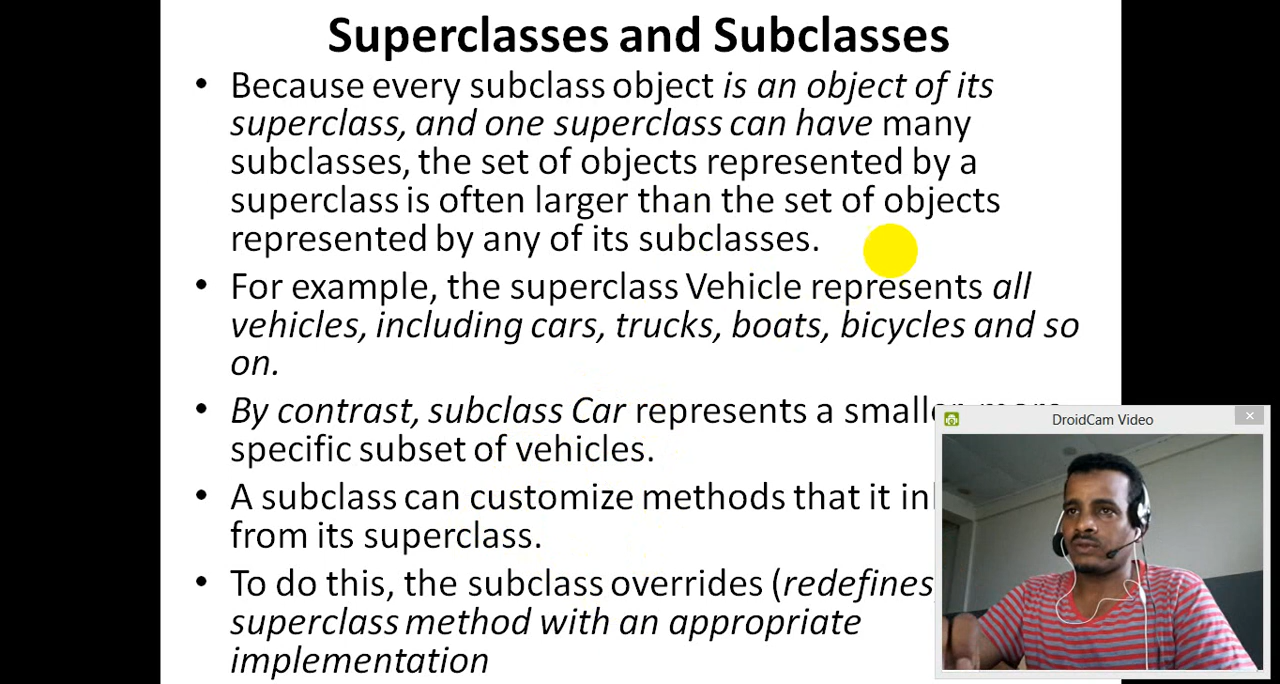 Superclasses and Subclasses
• Because every subclass object is an object of its
superclass, and one superclass can have many
subclasses, the set of objects represented by a
superclass is often larger than the set of objects
represented by any of its subclasses.
• For example, the superclass Vehicle represents all
vehicles, including cars, trucks, boats, bicycles and so
on.
• By contrast, subclass Car represents a smaller
specific subset of vehicles.
• A subclass can customize methods that it
from its superclass.
• To do this, the subclass overrides (redefines
superclass method with an appropriate
implementation
DroidCam Video